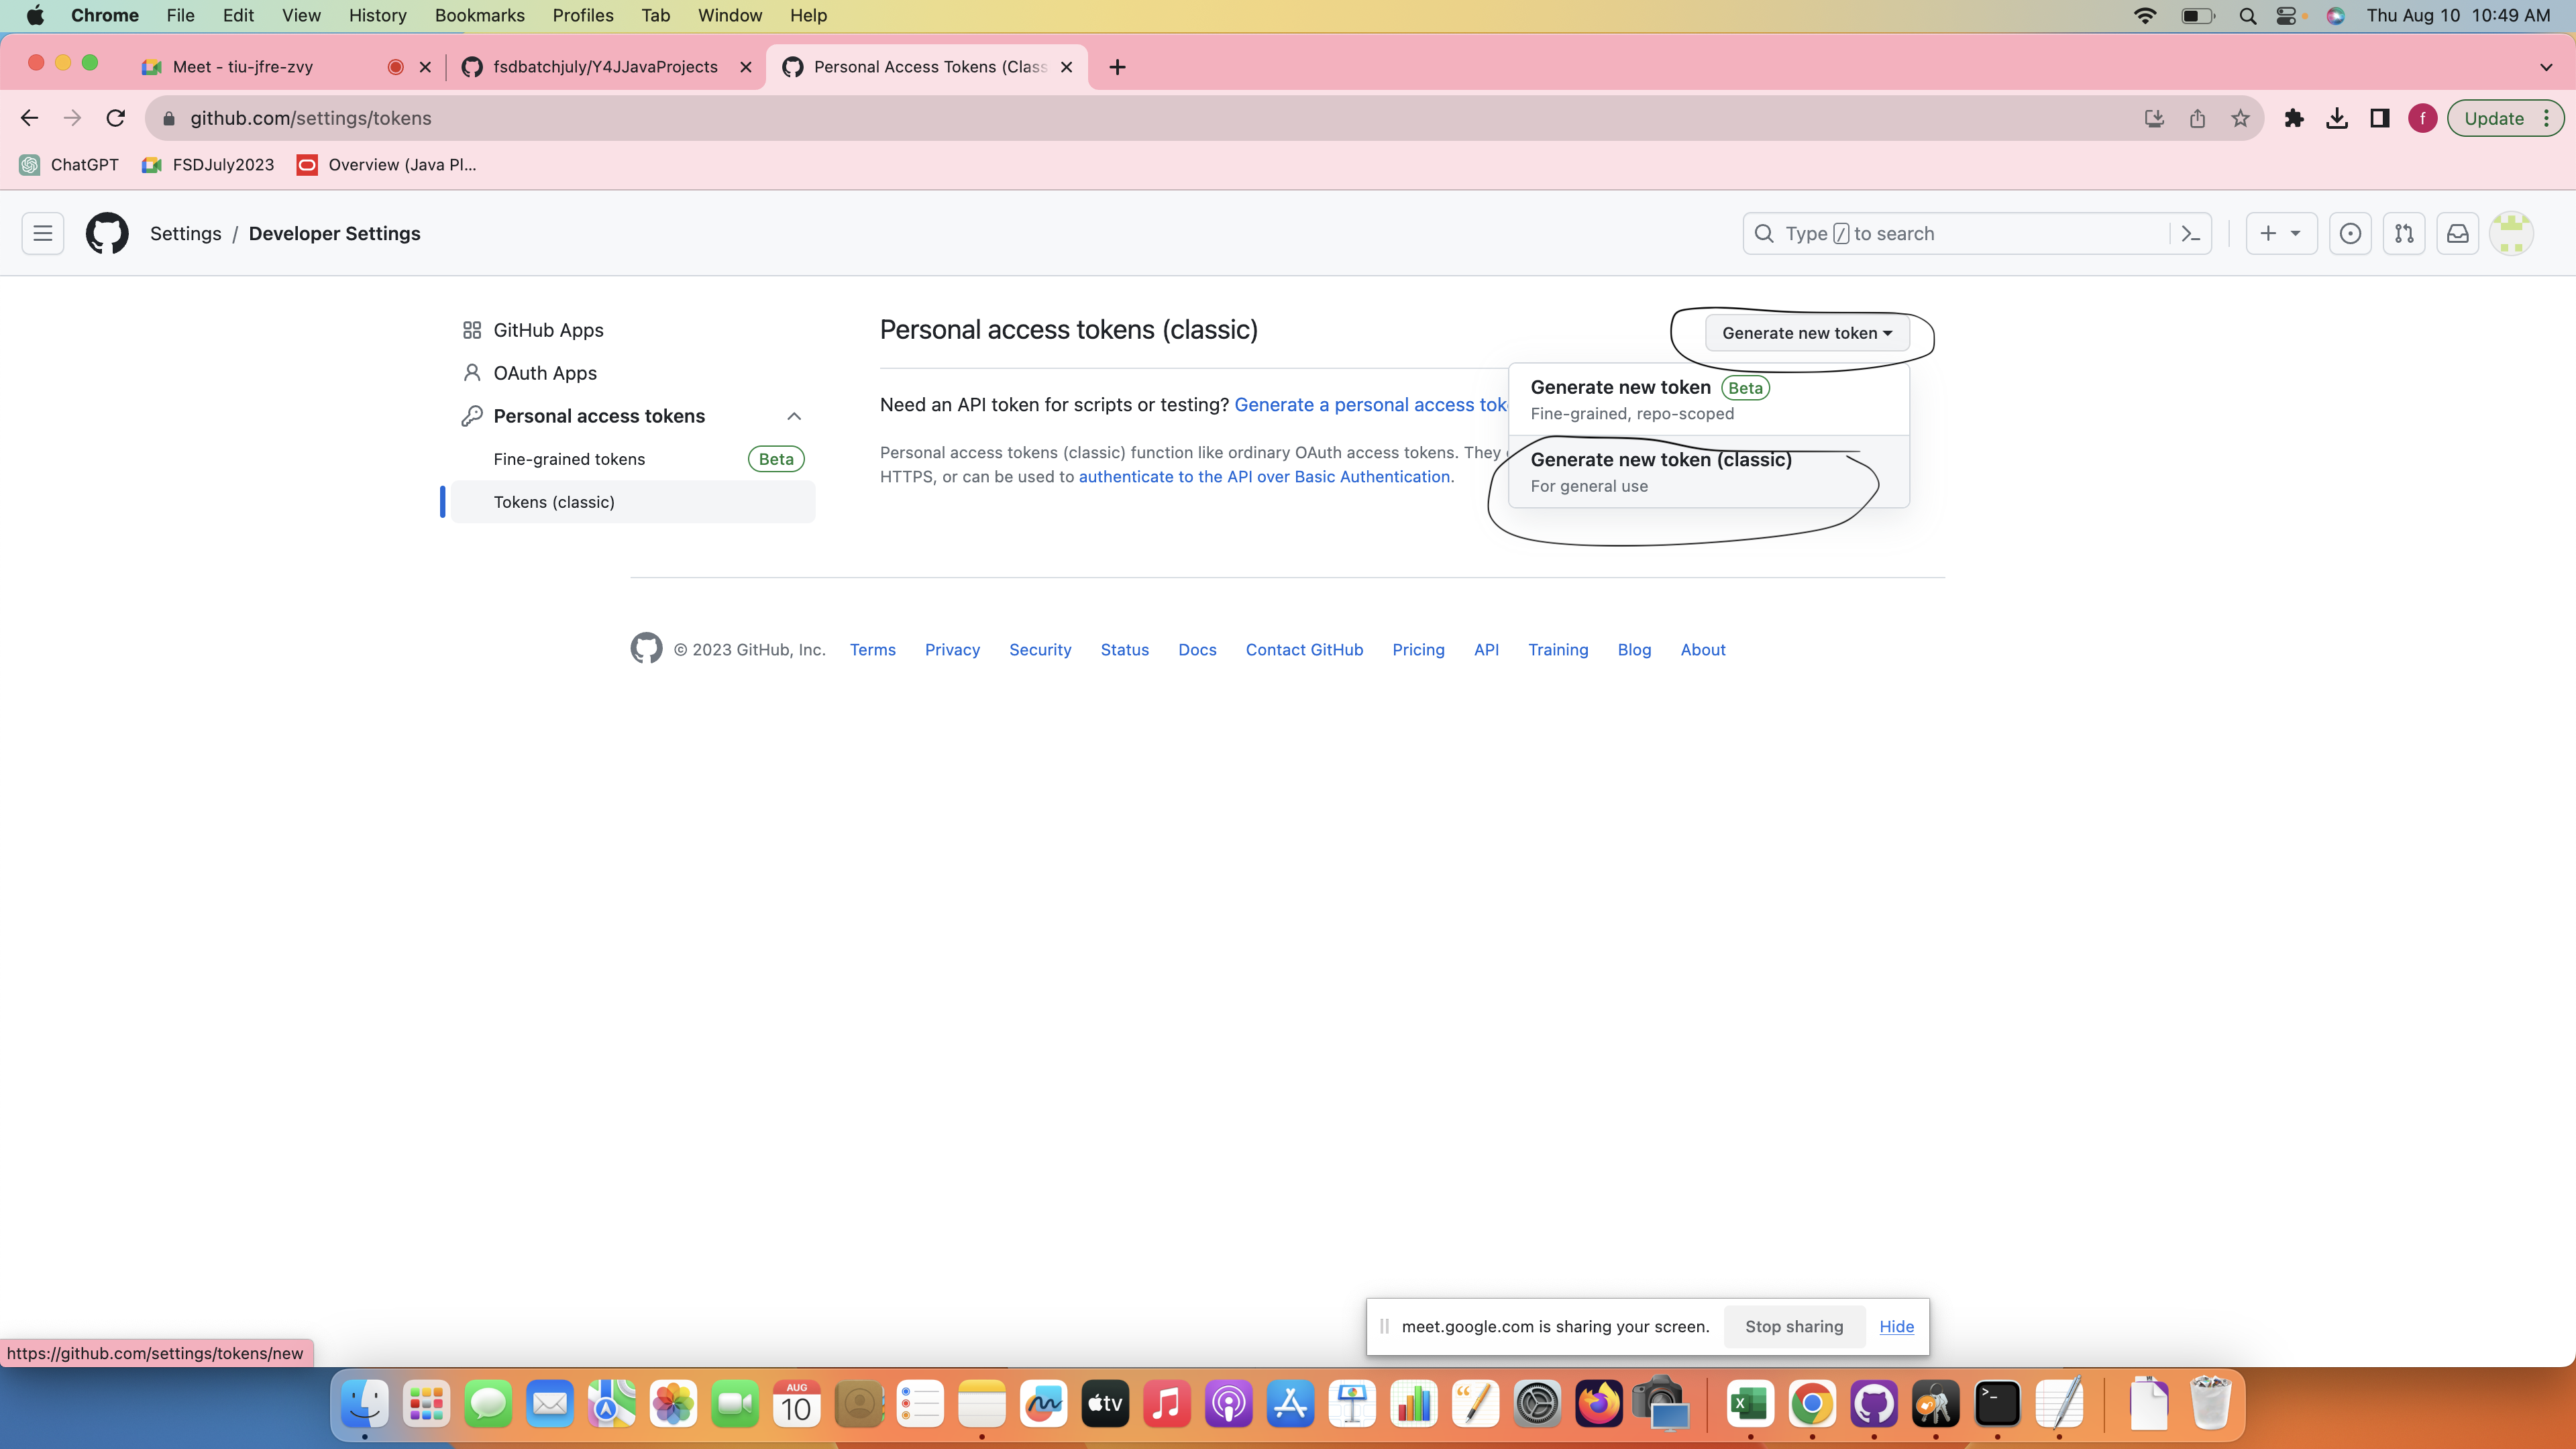 Chrome File Edit View History Bookmarks Profiles Tab Window Help Thu Aug 10 10:49 AM
Meet - tiu-jfre-zvy fsdbatchjuly/Y4JJavaProjects Personal Access Tokens (Class
github.com/settings/tokens f Update
ChatGPT FSDJuly2023 Overview (Java Pl...
Settings / Developer Settings Type / to search
GitHub Apps
OAuth Apps
Personal access tokens
Fine-grained tokens Beta
Tokens (classic)
Personal access tokens (classic)
Generate new token
Need an API token for scripts or testing? Generate a personal access tok
Personal access tokens (classic) function like ordinary OAuth access tokens. They
HTTPS, or can be used to authenticate to the API over Basic Authentication.
Generate new token Beta
Fine-grained, repo-scoped
Generate new token (classic)
For general use
© 2023 GitHub, Inc. Terms Privacy Security Status Docs Contact GitHub Pricing API Training Blog About
meet.google.com is sharing your screen. Stop sharing Hide
https://github.com/settings/tokens/new
AUG
10
tv
X
>_